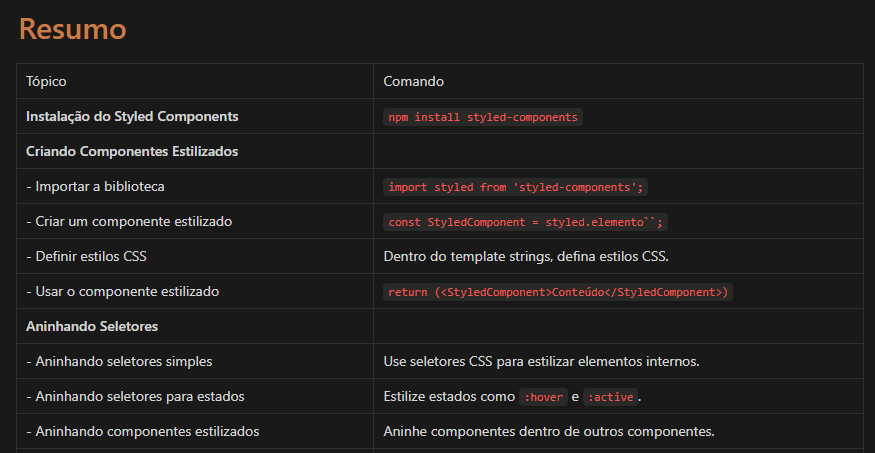 Resumo
Tópico Comando
Instalação do Styled Components npm install styled-components
Criando Componentes Estilizados
- Importar a biblioteca import styled from 'styled-components';
- Criar um componente estilizado const StyledComponent = styled.elemento``;
- Definir estilos CSS Dentro do template strings, defina estilos CSS.
- Usar o componente estilizado return (<StyledComponent>Conteúdo</StyledComponent>)
Aninhando Seletores
- Aninhando seletores simples Use seletores CSS para estilizar elementos internos.
- Aninhando seletores para estados Estilize estados como :hover e :active.
- Aninhando componentes estilizados Aninhe componentes dentro de outros componentes.